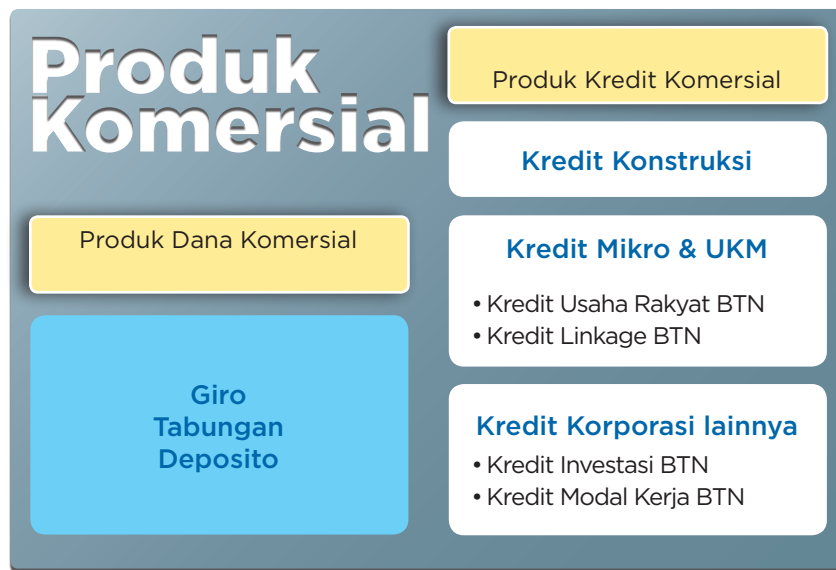 Produk
Komersial
Produk Dana Komersial
Giro
Tabungan
Deposito
Produk Kredit Komersial
Kredit Konstruksi
Kredit Mikro & UKM
• Kredit Usaha Rakyat BTN
• Kredit Linkage BTN
Kredit Korporasi lainnya
• Kredit Investasi BTN
• Kredit Modal Kerja BTN